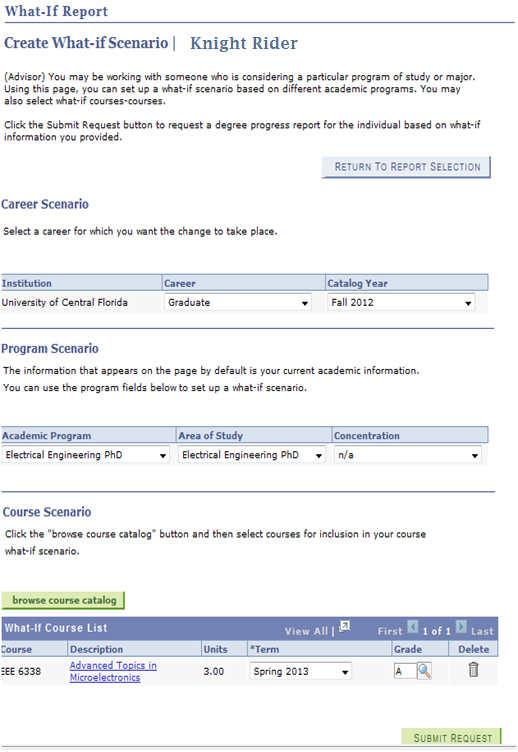 What-If Report
Create What-if Scenario | Knight Rider
(Advisor) You may be working with someone who is considering a particular program of study or major.
Using this page, you can set up a what-if scenario based on different academic programs. You may
also select what-if courses-courses.
Click the Submit Request button to request a degree progress report for the individual based on what-if
information you provided.
RETURN TO REPORT SELECTION
Career Scenario
Select a career for which you want the change to take place.
Institution Career Catalog Year
University of Central Florida Graduate Fall 2012
Program Scenario
The information that appears on the page by default is your current academic information.
You can use the program fields below to set up a what-if scenario.
Academic Program Area of Study Concentration
Electrical Engineering PhD Electrical Engineering PhD n/a
Course Scenario
Click the "browse course catalog" button and then select courses for inclusion in your course
what-if scenario.
browse course catalog
What-If Course List View All | First 1 of 1 Last
Course Description Units *Term Grade Delete
EEE 6338 Advanced Topics in 3.00 Spring 2013 A
Microelectronics
SUBMIT REQUEST